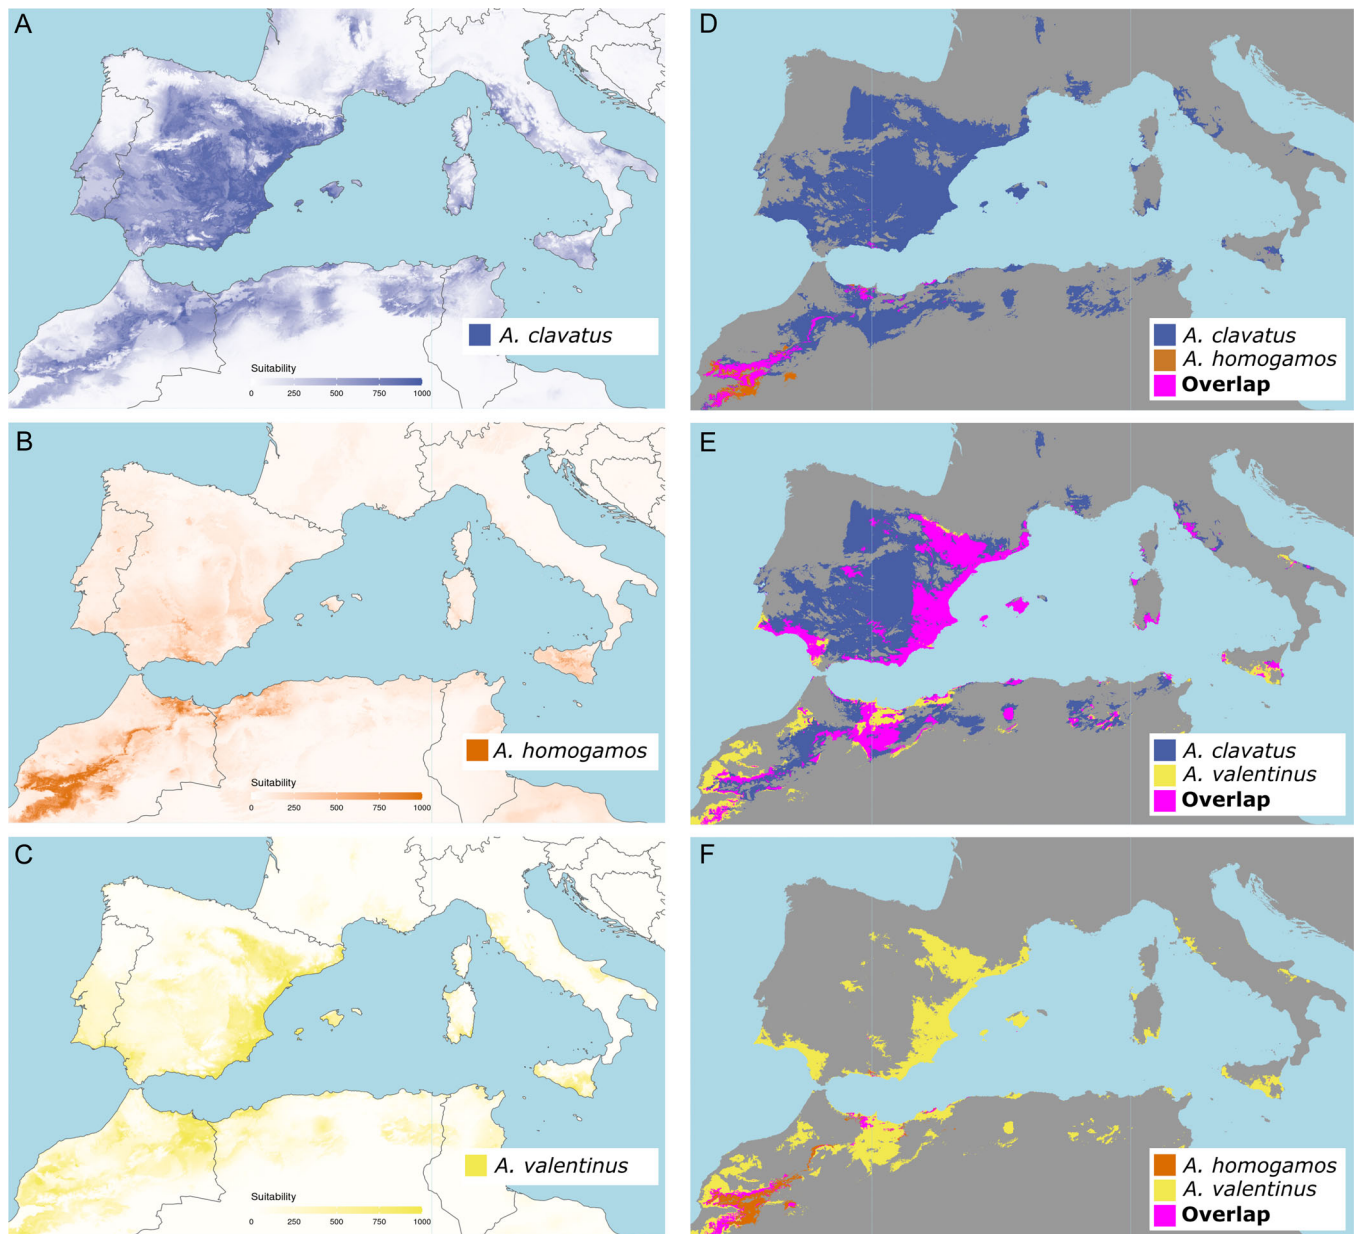 A
A. clavatus
Suitability
0 250 500 750 1000
B
A. homogamos
Suitability
0 250 500 750 1000
C
A. valentinus
Suitability
0 250 500 750 1000
D
A. clavatus
A. homogamos
Overlap
E
A. clavatus
A. valentinus
Overlap
F
A. homogamos
A. valentinus
Overlap